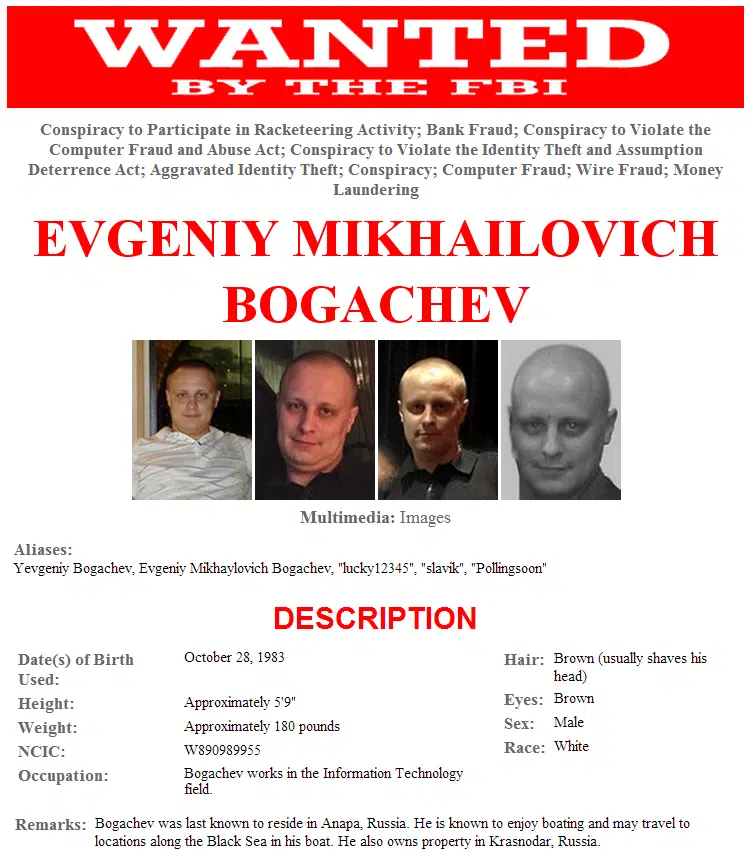 WANTED
BY THE FBI
Conspiracy to Participate in Racketeering Activity; Bank Fraud; Conspiracy to Violate the
Computer Fraud and Abuse Act; Conspiracy to Violate the Identity Theft and Assumption
Deterrence Act; Aggravated Identity Theft; Conspiracy; Computer Fraud; Wire Fraud; Money
Laundering
EVGENIY MIKHAILOVICH
BOGACHEV
Multimedia: Images
Aliases:
Yevgeniy Bogachev, Evgeniy Mikhaylovich Bogachev, "lucky12345", "slavik", "Pollingsoon"
DESCRIPTION
Date(s) of Birth October 28, 1983
Used:
Height: Approximately 5'9"
Weight: Approximately 180 pounds
NCIC: W890989955
Occupation: Bogachev works in the Information Technology
field.
Hair: Brown (usually shaves his
head)
Eyes: Brown
Sex: Male
Race: White
Remarks: Bogachev was last known to reside in Anapa, Russia. He is known to enjoy boating and may travel to
locations along the Black Sea in his boat. He also owns property in Krasnodar, Russia.